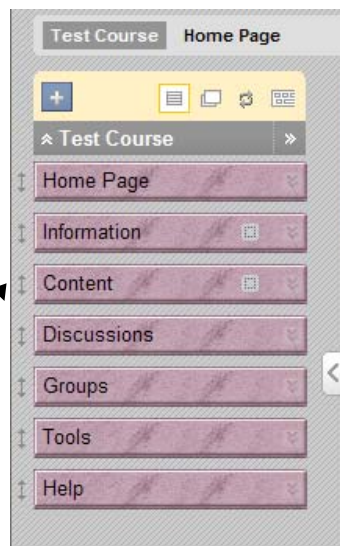 Test Course Home Page
Test Course
Home Page
Information
Content
Discussions
Groups
Tools
Help